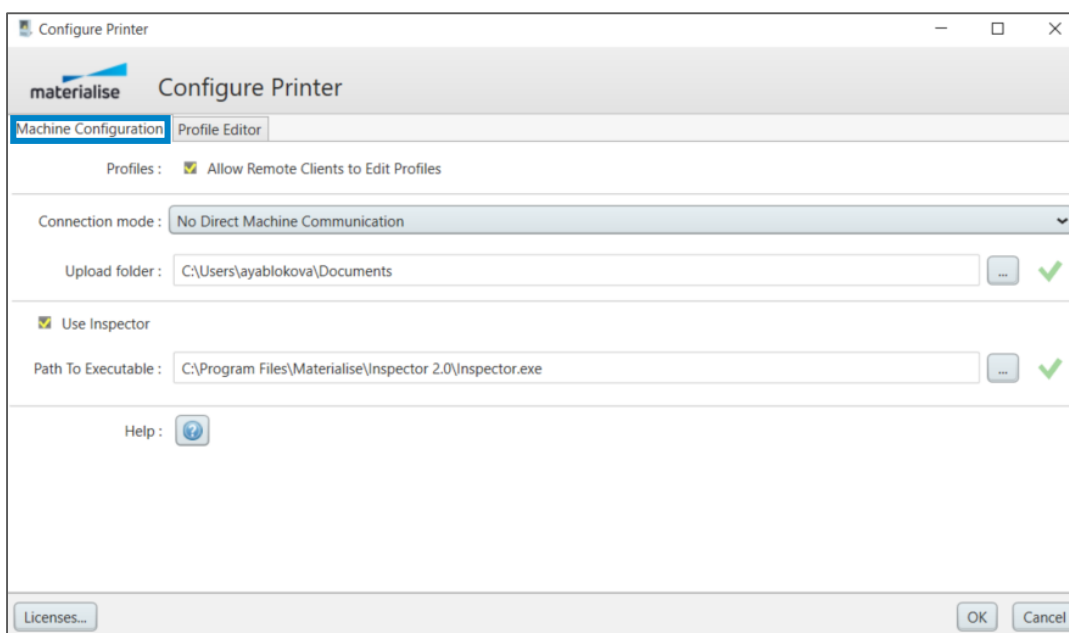 Configure Printer
materialise
Configure Printer
Machine Configuration Profile Editor
Profiles : Allow Remote Clients to Edit Profiles
Connection mode : No Direct Machine Communication
Upload folder : C:\Users\ayablokova\Documents ...
Use Inspector
Path To Executable : C:\Program Files\Materialise\Inspector 2.0\Inspector.exe ...
Help : ?
Licenses... OK Cancel